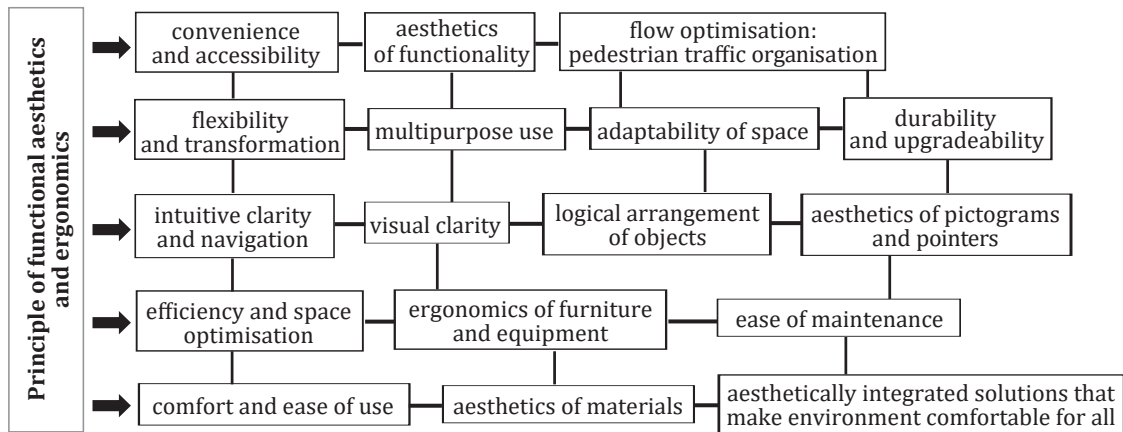 Principle of functional aesthetics
and ergonomics
convenience
and accessibility
aesthetics
of functionality
flow optimisation:
pedestrian traffic organisation
flexibility
and transformation
multipurpose use
adaptability of space
durability
and upgradeability
intuitive clarity
and navigation
visual clarity
logical arrangement
of objects
aesthetics of pictograms
and pointers
efficiency and space
optimisation
ergonomics of furniture
and equipment
ease of maintenance
comfort and ease of use
aesthetics of materials
aesthetically integrated solutions that
make environment comfortable for all